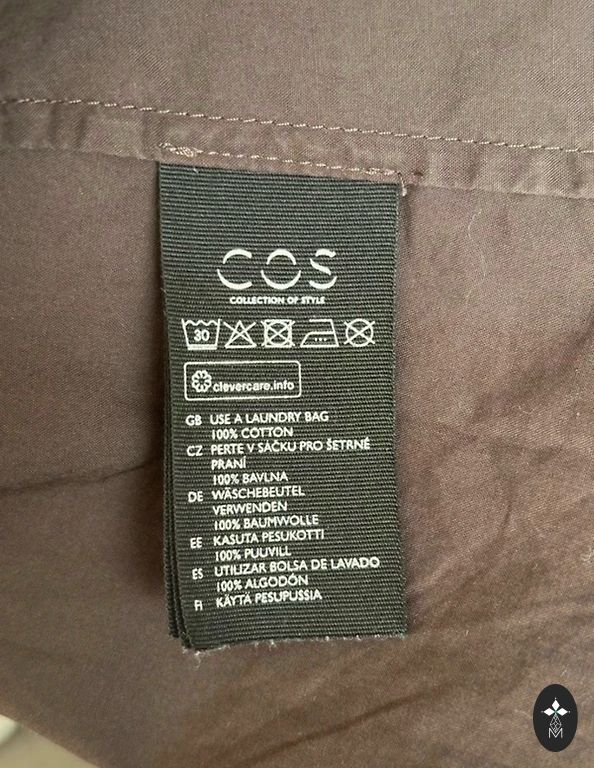 COS
COLLECTION OF STYLE
30
clevercare.info
GB USE A LAUNDRY BAG
100% COTTON
CZ PERTE V SÁČKU PRO ŠETRNÉ
PRANÍ
100% BAVLNA
DE WÄSCHEBEUTEL
VERWENDEN
100% BAUMWOLLE
EE KASUTA PESUKOTTI
100% PUUVILL
ES UTILIZAR BOLSA DE LAVADO
100% ALGODÓN
FI KÄYTÄ PESUPUSSIA
M